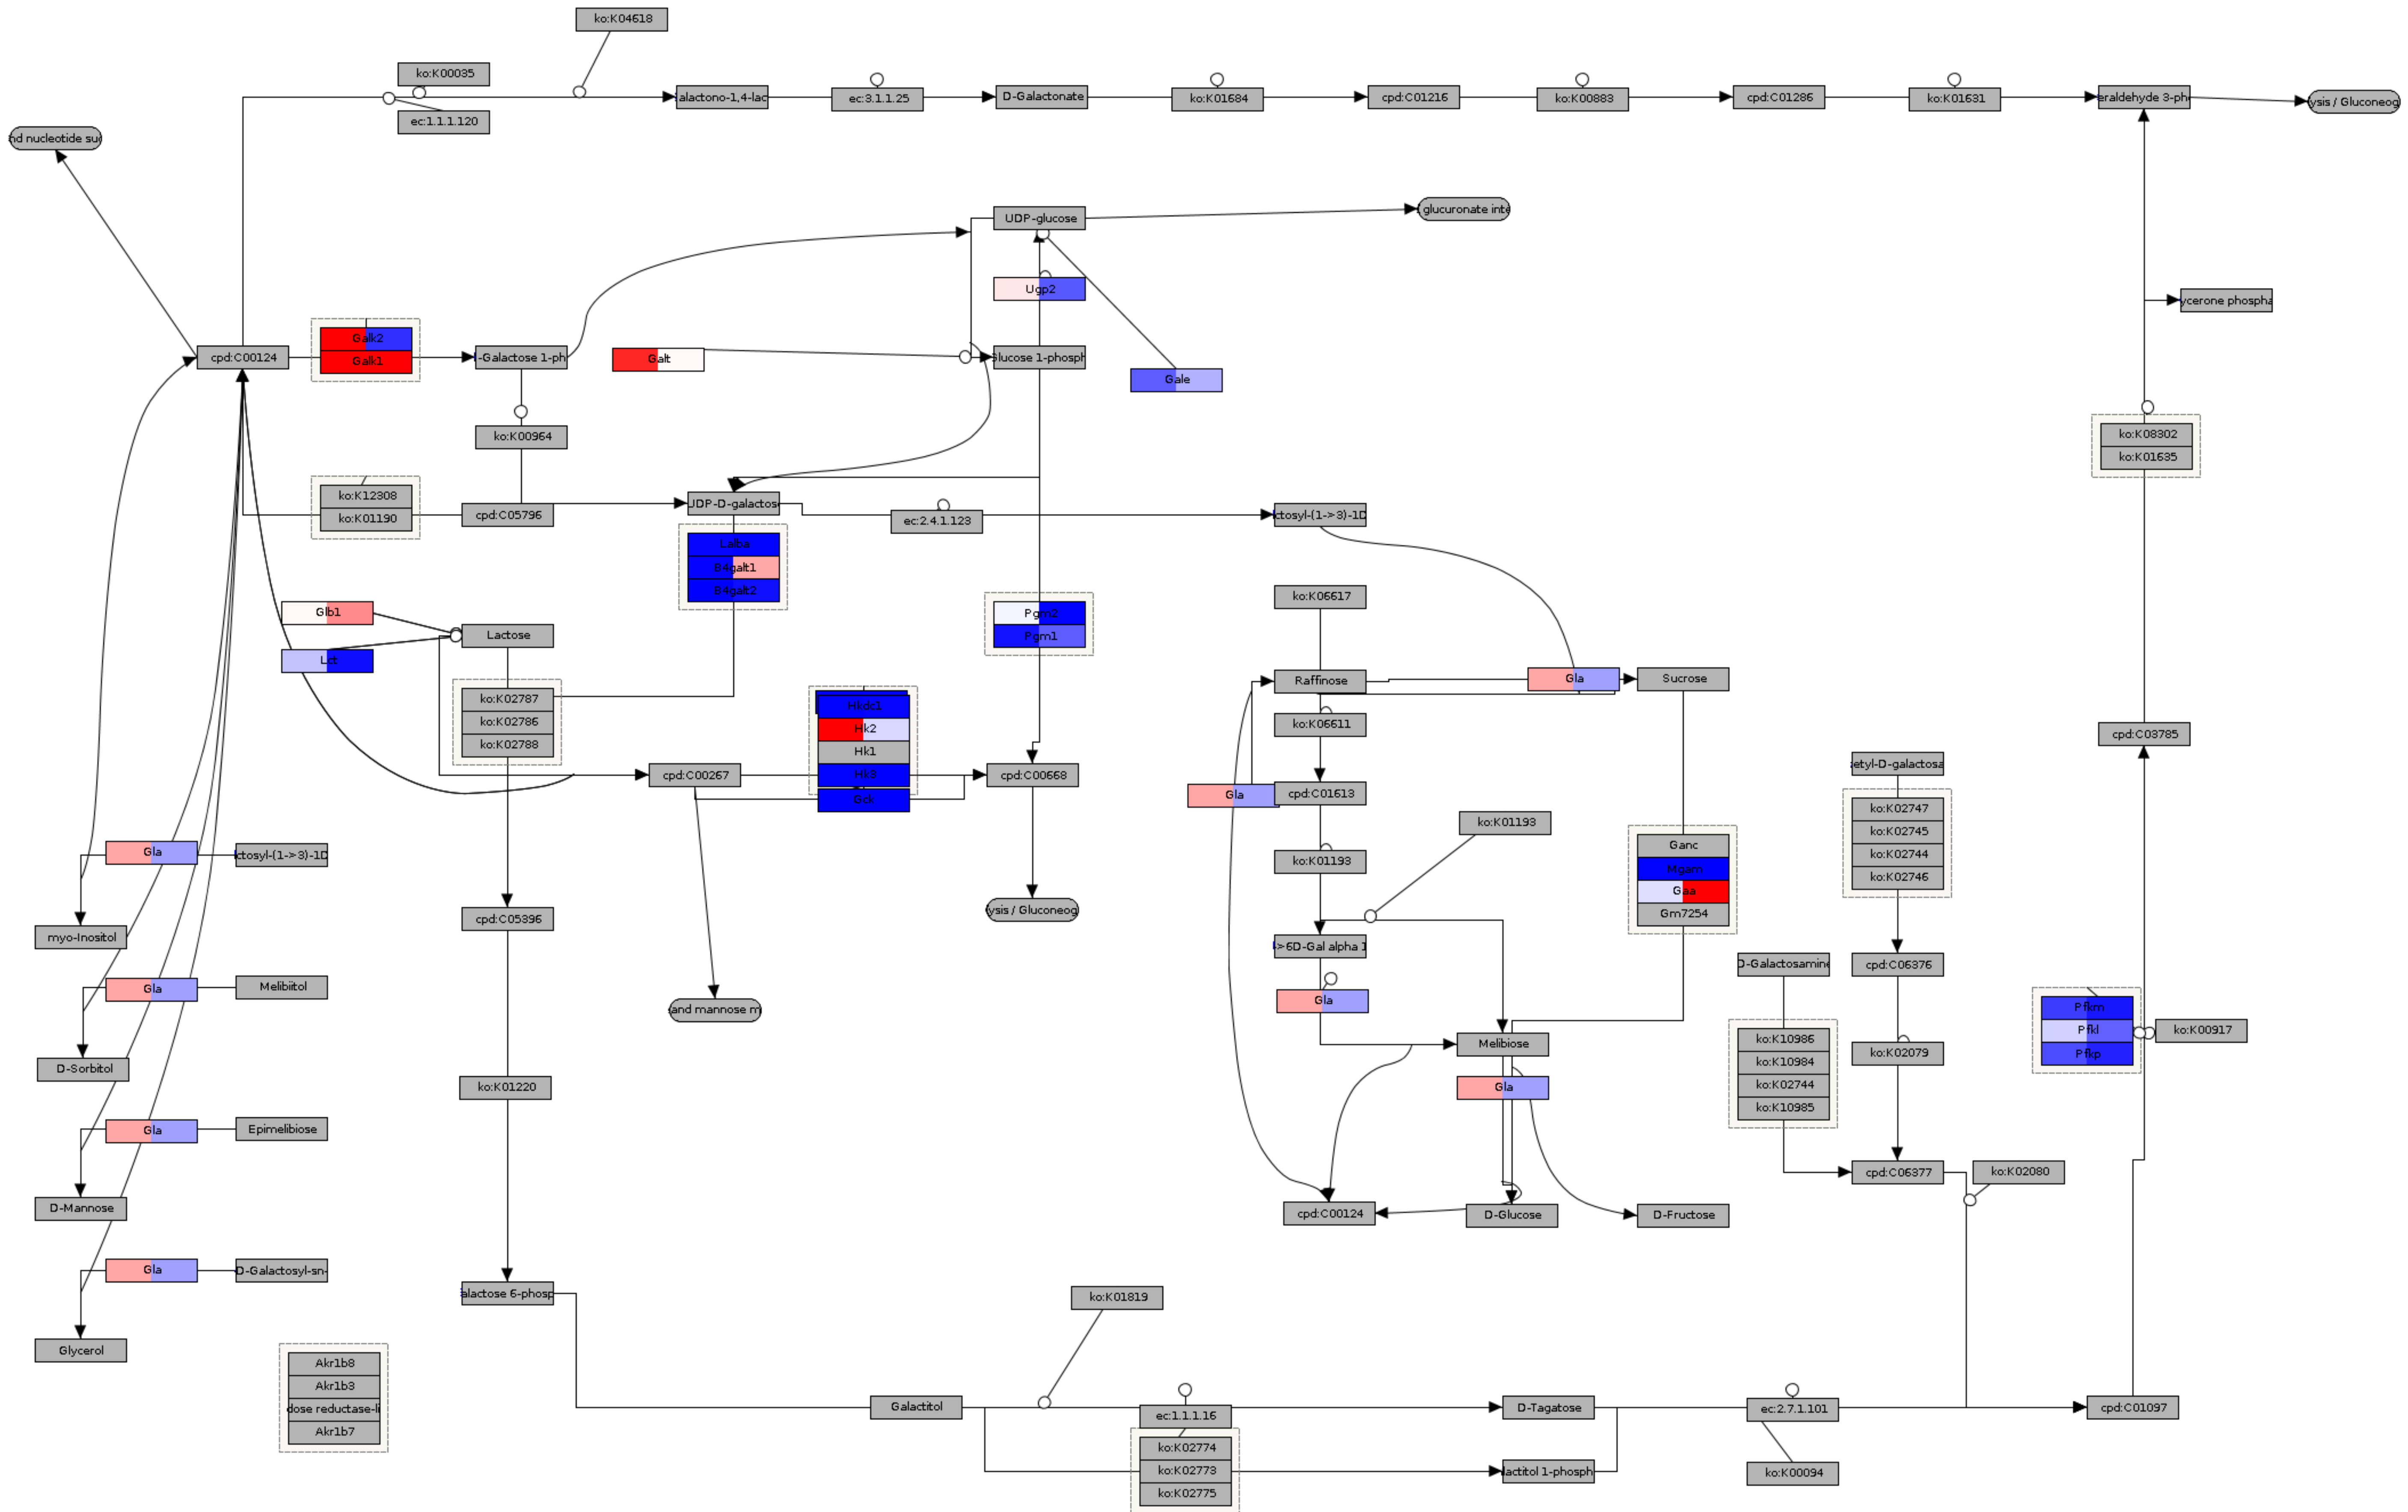 ko:K04618
ko:K00035
alactono-1,4-lac
ec:3.1.1.25
D-Galactonate
ko:K01684
cpd:C01216
ko:K00883
cpd:C01286
ko:K01631
eraldehyde 3-ph
ysis / Gluconeog
ec:1.1.1.120
nd nucleotide su
UDP-glucose
glucuronate inte
Ugp2
ycerone phospha
Galk2
Galk1
cpd:C00124
-Galactose 1-ph
Galt
Glucose 1-phosph
Gale
ko:K00964
ko:K08302
ko:K01635
ko:K12308
ko:K01190
cpd:C05796
UDP-D-galactose
ec:2.4.1.123
ctosyl-(1->3)-1D
Lalba
B4galt1
B4galt2
Glb1
Lactose
Lct
Pgm2
Pgm1
ko:K06617
Raffinose
Gla
Sucrose
ko:K02787
ko:K02786
ko:K02788
Hkdc1
Hk2
Hk1
Hk3
Gck
ko:K06611
cpd:C03785
cpd:C00267
cpd:C00668
Gla
cpd:C01613
etyl-D-galactosa
ko:K02747
ko:K02745
ko:K02744
ko:K02746
ko:K01193
ko:K01193
Ganc
Mgam
Gaa
Gm7254
Gla
ctosyl-(1->3)-1D
cpd:C05396
ysis / Gluconeog
myo-Inositol
->6D-Gal alpha 1
D-Galactosamine
cpd:C06376
Gla
Melibiitol
Gla
and mannose m
Pfkm
Pfkl
Pfkp
ko:K00917
Melibiose
ko:K10986
ko:K10984
ko:K02744
ko:K10985
ko:K02079
D-Sorbitol
ko:K01220
Gla
Gla
Epimelibiose
cpd:C06377
ko:K02080
D-Mannose
cpd:C00124
D-Glucose
D-Fructose
Gla
D-Galactosyl-sn-
alactose 6-phosp
ko:K01819
Glycerol
Akr1b8
Akr1b3
dose reductase-li
Akr1b7
Galactitol
ec:1.1.1.16
D-Tagatose
ec:2.7.1.101
cpd:C01097
ko:K02774
ko:K02773
ko:K02775
lactitol 1-phosph
ko:K00094